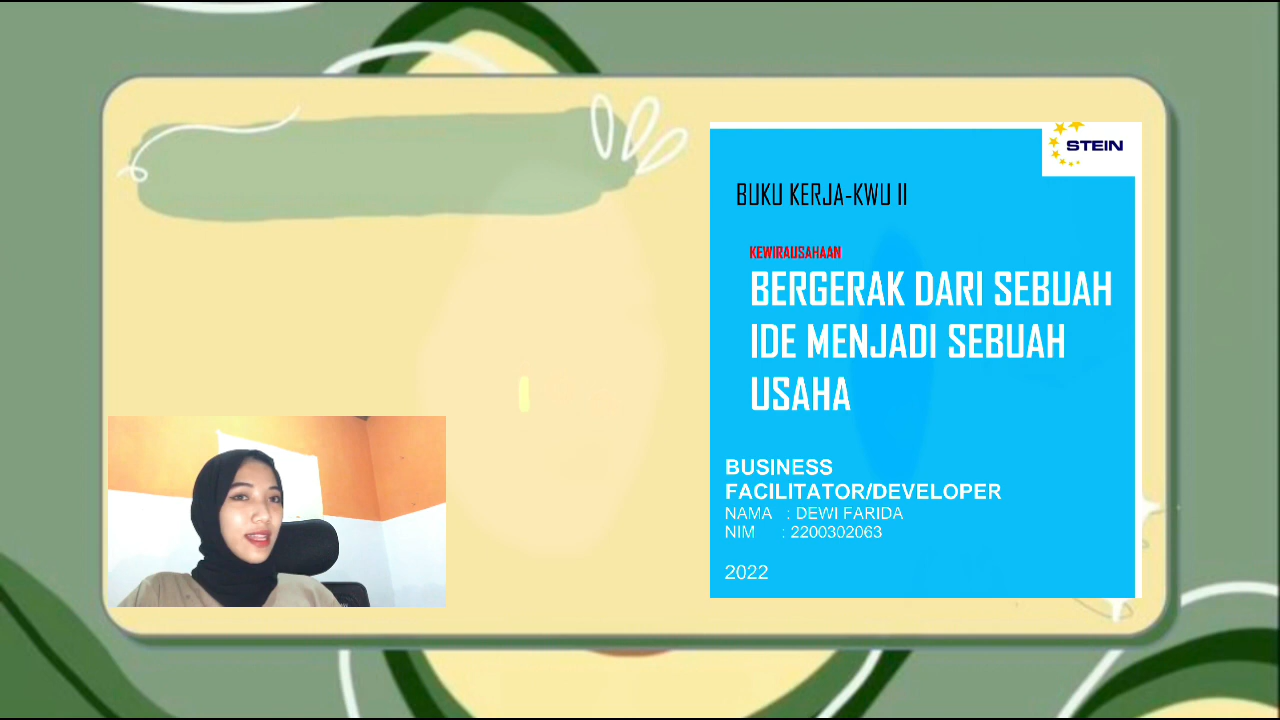 STEIN
BUKU KERJA-KWU II
KEWIRAUSAHAAN
BERGERAK DARI SEBUAH
IDE MENJADI SEBUAH
USAHA
BUSINESS
FACILITATOR/DEVELOPER
NAMA : DEWI FARIDA
NIM : 2200302063
2022